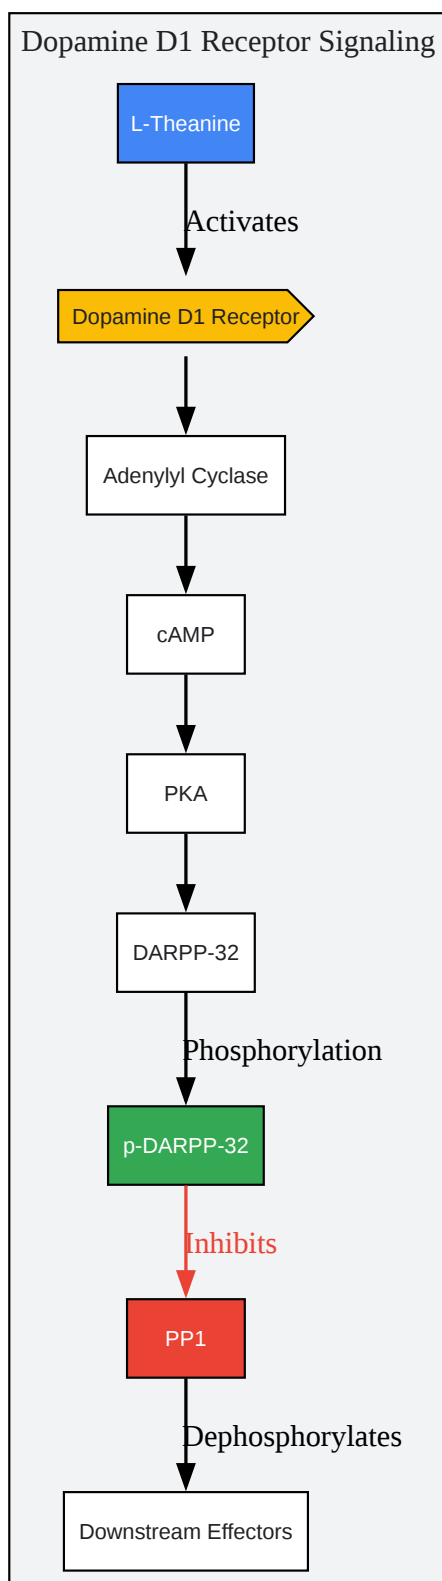 Dopamine D1 Receptor Signaling
L-Theanine
Activates
Dopamine D1 Receptor
Adenylyl Cyclase
cAMP
PKA
DARPP-32
Phosphorylation
p-DARPP-32
Inhibits
PP1
Dephosphorylates
Downstream Effectors